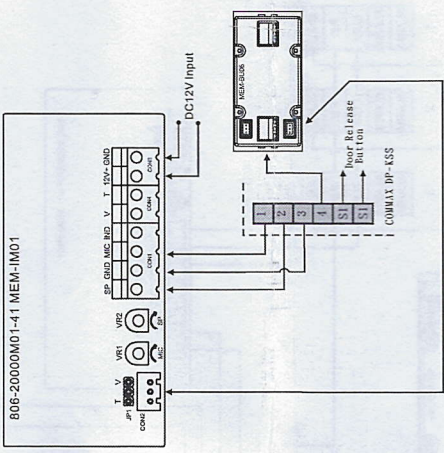 806-20000M01-41 MEM-IM01
T V
JP1
CON2
VR1
MIC
VR2
SP
SP GND MIC IND V T 12V+ GND
CON3
CON4
CON1
DC12V Input
MEM-BU06
1
2
3
4
S1
S1
Door Release
Button
COMMAX DP-KSS